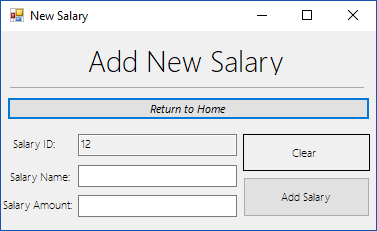 New Salary
Add New Salary
Return to Home
Salary ID: 12
Clear
Salary Name:
Add Salary
Salary Amount: